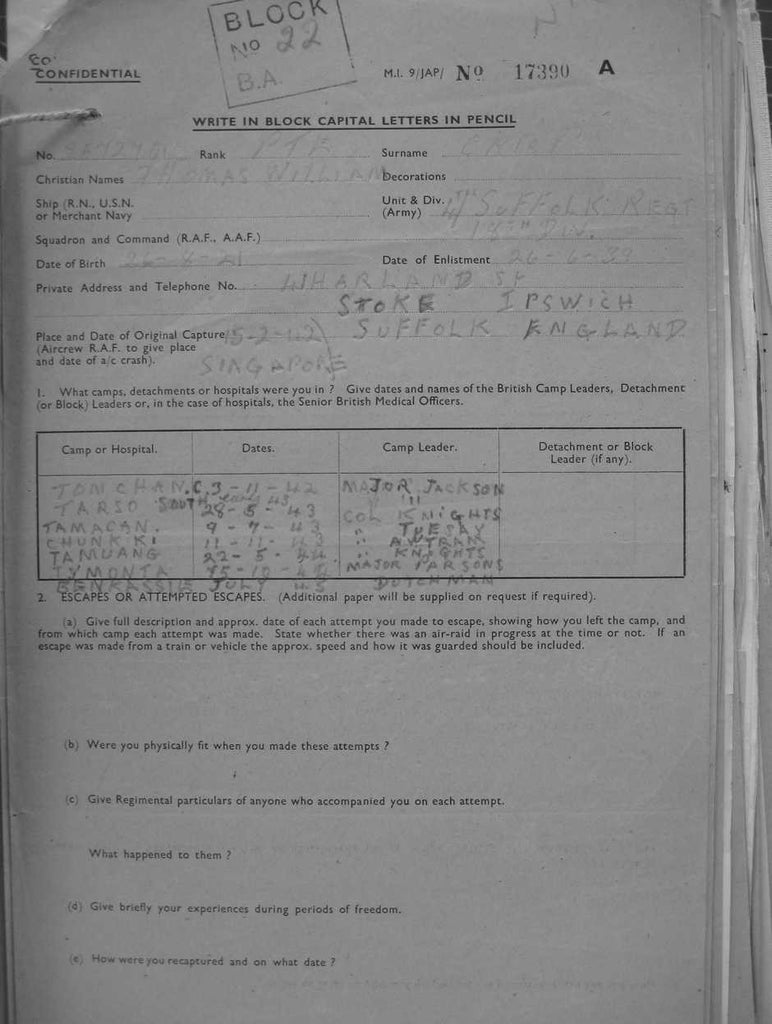 BLOCK
NO 22
B.A.
CONFIDENTIAL
M.I. 9/JAP/ No 17390 A
WRITE IN BLOCK CAPITAL LETTERS IN PENCIL
No. Rank PTE Surname
Christian Names THOMAS WILLIAM Decorations
Ship (R.N., U.S.N. or Merchant Navy
Unit & Div. (Army) 4TH SUFFOLK REGT
18TH DIV.
Squadron and Command (R.A.F., A.A.F.)
Date of Birth 26-8-21 Date of Enlistment 26-6-39
Private Address and Telephone No. WHARLAND ST
STOKE IPSWICH
Place and Date of Original Capture 15-2-42 SUFFOLK ENGLAND
(Aircrew R.A.F. to give place
and date of a/c crash). SINGAPORE
1. What camps, detachments or hospitals were you in ? Give dates and names of the British Camp Leaders, Detachment
(or Block) Leaders or, in the case of hospitals, the Senior British Medical Officers.
Camp or Hospital. Dates. Camp Leader. Detachment or Block Leader (if any).
TONCHAN. 3-11-42 MAJOR JACKSON
TARSO SOUTH 28-5-43 " "
TAMACAN. 9-7-43 COL KNIGHTS
CHUNKKI 11-11-43 " TUESAY
TAMUANG 22-5-44 " KNIGHTS
TYMONTA MAJOR PARSONS
JULY 45 DUTCHMAN
2. ESCAPES OR ATTEMPTED ESCAPES. (Additional paper will be supplied on request if required).
(a) Give full description and approx. date of each attempt you made to escape, showing how you left the camp, and
from which camp each attempt was made. State whether there was an air-raid in progress at the time or not. If an
escape was made from a train or vehicle the approx. speed and how it was guarded should be included.
(b) Were you physically fit when you made these attempts ?
(c) Give Regimental particulars of anyone who accompanied you on each attempt.
What happened to them ?
(d) Give briefly your experiences during periods of freedom.
(e) How were you recaptured and on what date ?